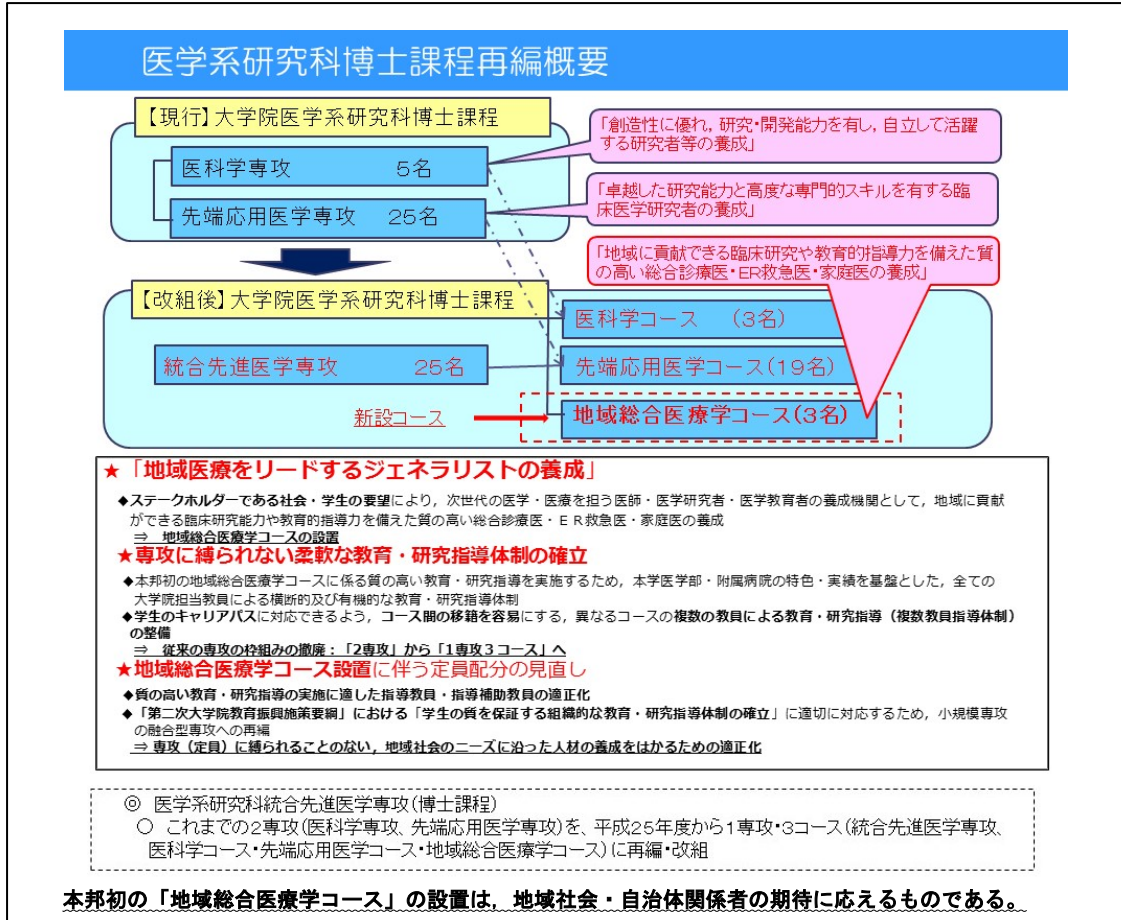 医学系研究科博士課程再編概要
【現行】大学院医学系研究科博士課程
医科学専攻 5名
先端応用医学専攻 25名
「創造性に優れ，研究・開発能力を有し，自立して活躍
する研究者等の養成」
「卓越した研究能力と高度な専門的スキルを有する臨
床医学研究者の養成」
「地域に貢献できる臨床研究や教育的指導力を備えた質
の高い総合診療医・ER救急医・家庭医の養成」
【改組後】大学院医学系研究科博士課程
統合先進医学専攻 25名
医科学コース （3名）
先端応用医学コース（19名）
新設コース
地域総合医療学コース（3名）
★「地域医療をリードするジェネラリストの養成」
◆ステークホルダーである社会・学生の要望により，次世代の医学・医療を担う医師・医学研究者・医学教育者の養成機関として，地域に貢献
ができる臨床研究能力や教育的指導力を備えた質の高い総合診療医・ＥＲ救急医・家庭医の養成
⇒ 地域総合医療学コースの設置
★専攻に縛られない柔軟な教育・研究指導体制の確立
◆本邦初の地域総合医療学コースに係る質の高い教育・研究指導を実施するため，本学医学部・附属病院の特色・実績を基盤とした，全ての
大学院担当教員による横断的及び有機的な教育・研究指導体制
◆学生のキャリアパスに対応できるよう，コース間の移籍を容易にする，異なるコースの複数の教員による教育・研究指導（複数教員指導体制）
の整備
⇒ 従来の専攻の枠組みの撤廃：「2専攻」から「1専攻３コース」へ
★地域総合医療学コース設置に伴う定員配分の見直し
◆質の高い教育・研究指導の実施に適した指導教員・指導補助教員の適正化
◆「第二次大学院教育振興施策要綱」における「学生の質を保証する組織的な教育・研究指導体制の確立」に適切に対応するため，小規模専攻
の融合型専攻への再編
⇒ 専攻（定員）に縛られることのない，地域社会のニーズに沿った人材の養成をはかるための適正化
◎ 医学系研究科統合先進医学専攻（博士課程）
○ これまでの2専攻（医科学専攻、先端応用医学専攻）を、平成25年度から1専攻・3コース（統合先進医学専攻、
医科学コース・先端応用医学コース・地域総合医療学コース）に再編・改組
本邦初の「地域総合医療学コース」の設置は，地域社会・自治体関係者の期待に応えるものである。